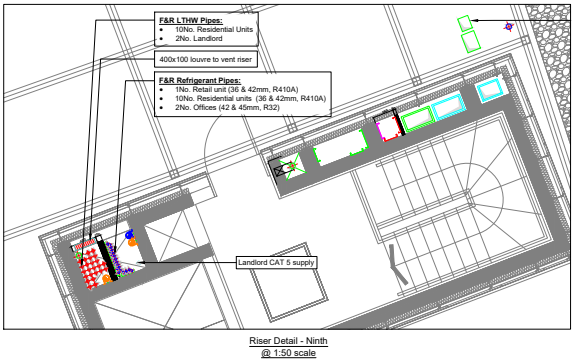 F&R LTHW Pipes:
• 10No. Residential Units
• 2No. Landlord
400x100 louvre to vent riser
F&R Refrigerant Pipes:
• 1No. Retail unit (36 & 42mm, R410A)
• 10No. Residential units (36 & 42mm, R410A)
• 2No. Offices (42 & 45mm, R32)
Landlord CAT 5 supply
Riser Detail - Ninth
@ 1:50 scale